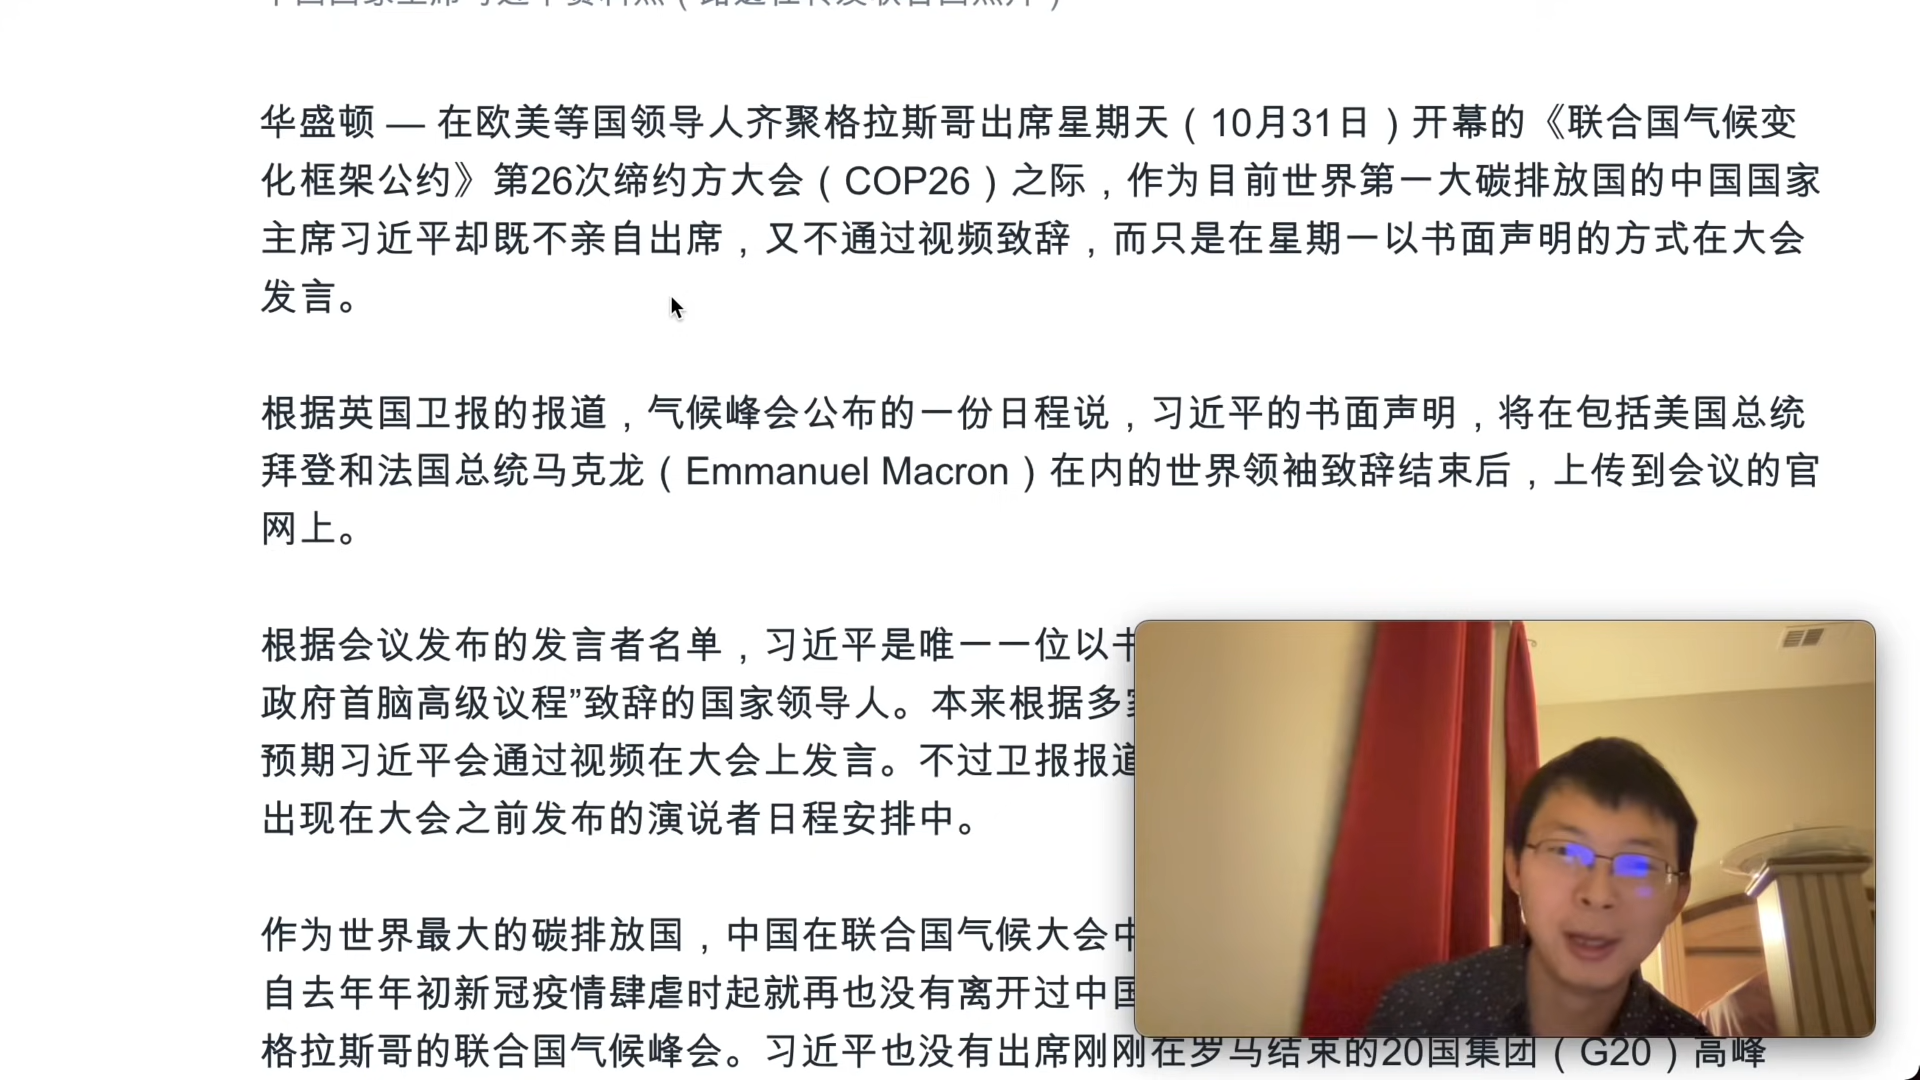 华盛顿 — 在欧美等国领导人齐聚格拉斯哥出席星期天（10月31日）开幕的《联合国气候变
化框架公约》第26次缔约方大会（COP26）之际，作为目前世界第一大碳排放国的中国国家
主席习近平却既不亲自出席，又不通过视频致辞，而只是在星期一以书面声明的方式在大会
发言。
根据英国卫报的报道，气候峰会公布的一份日程说，习近平的书面声明，将在包括美国总统
拜登和法国总统马克龙（Emmanuel Macron）在内的世界领袖致辞结束后，上传到会议的官
网上。
根据会议发布的发言者名单，习近平是唯一一位以书
政府首脑高级议程”致辞的国家领导人。本来根据多家
预期习近平会通过视频在大会上发言。不过卫报报道
出现在大会之前发布的演说者日程安排中。
作为世界最大的碳排放国，中国在联合国气候大会中
自去年年初新冠疫情肆虐时起就再也没有离开过中国
格拉斯哥的联合国气候峰会。习近平也没有出席刚刚在罗马结束的20国集团（G20）高峰